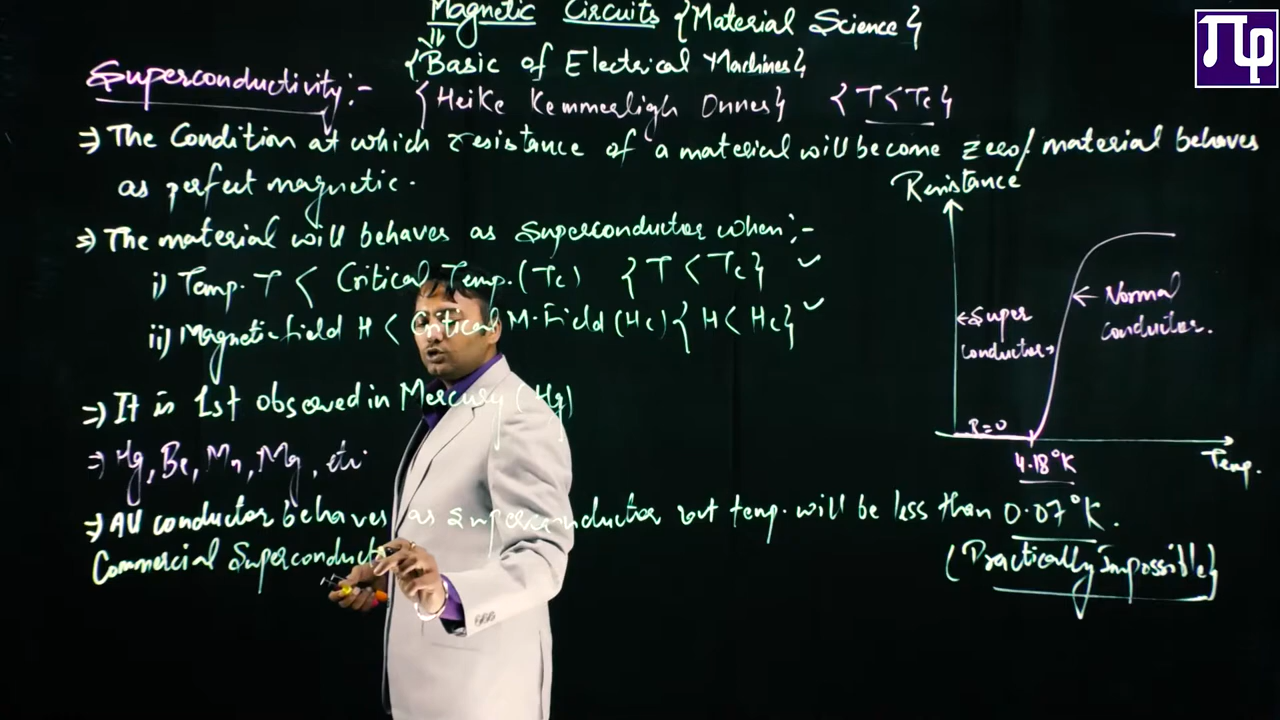 Magnetic Circuits {Material Science}
⇓
{Basic of Electrical Machines}
Superconductivity:- {Heike Kemmerligh Onnes} {T < Tc}
⇒ The Condition at which resistance of a material will become zero/ material behaves
as perfect magnetic.
⇒ The material will behaves as Superconductor when:-
i) Temp. T < Critical Temp. (Tc) {T < Tc} ✓
ii) Magnetic field H < Critical M. Field (Hc) {H < Hc} ✓
⇒ It is 1st observed in Mercury (Hg)
⇒ Hg, Be, Mn, Mg, etc.
⇒ All conductor behaves as superconductor but temp. will be less than 0.07°K.
(Practically Impossible}
Commercial Superconducto
Resistance
← Super
conductor→
← Normal
Conductor.
R=0
4.18°K
Temp.
πφ